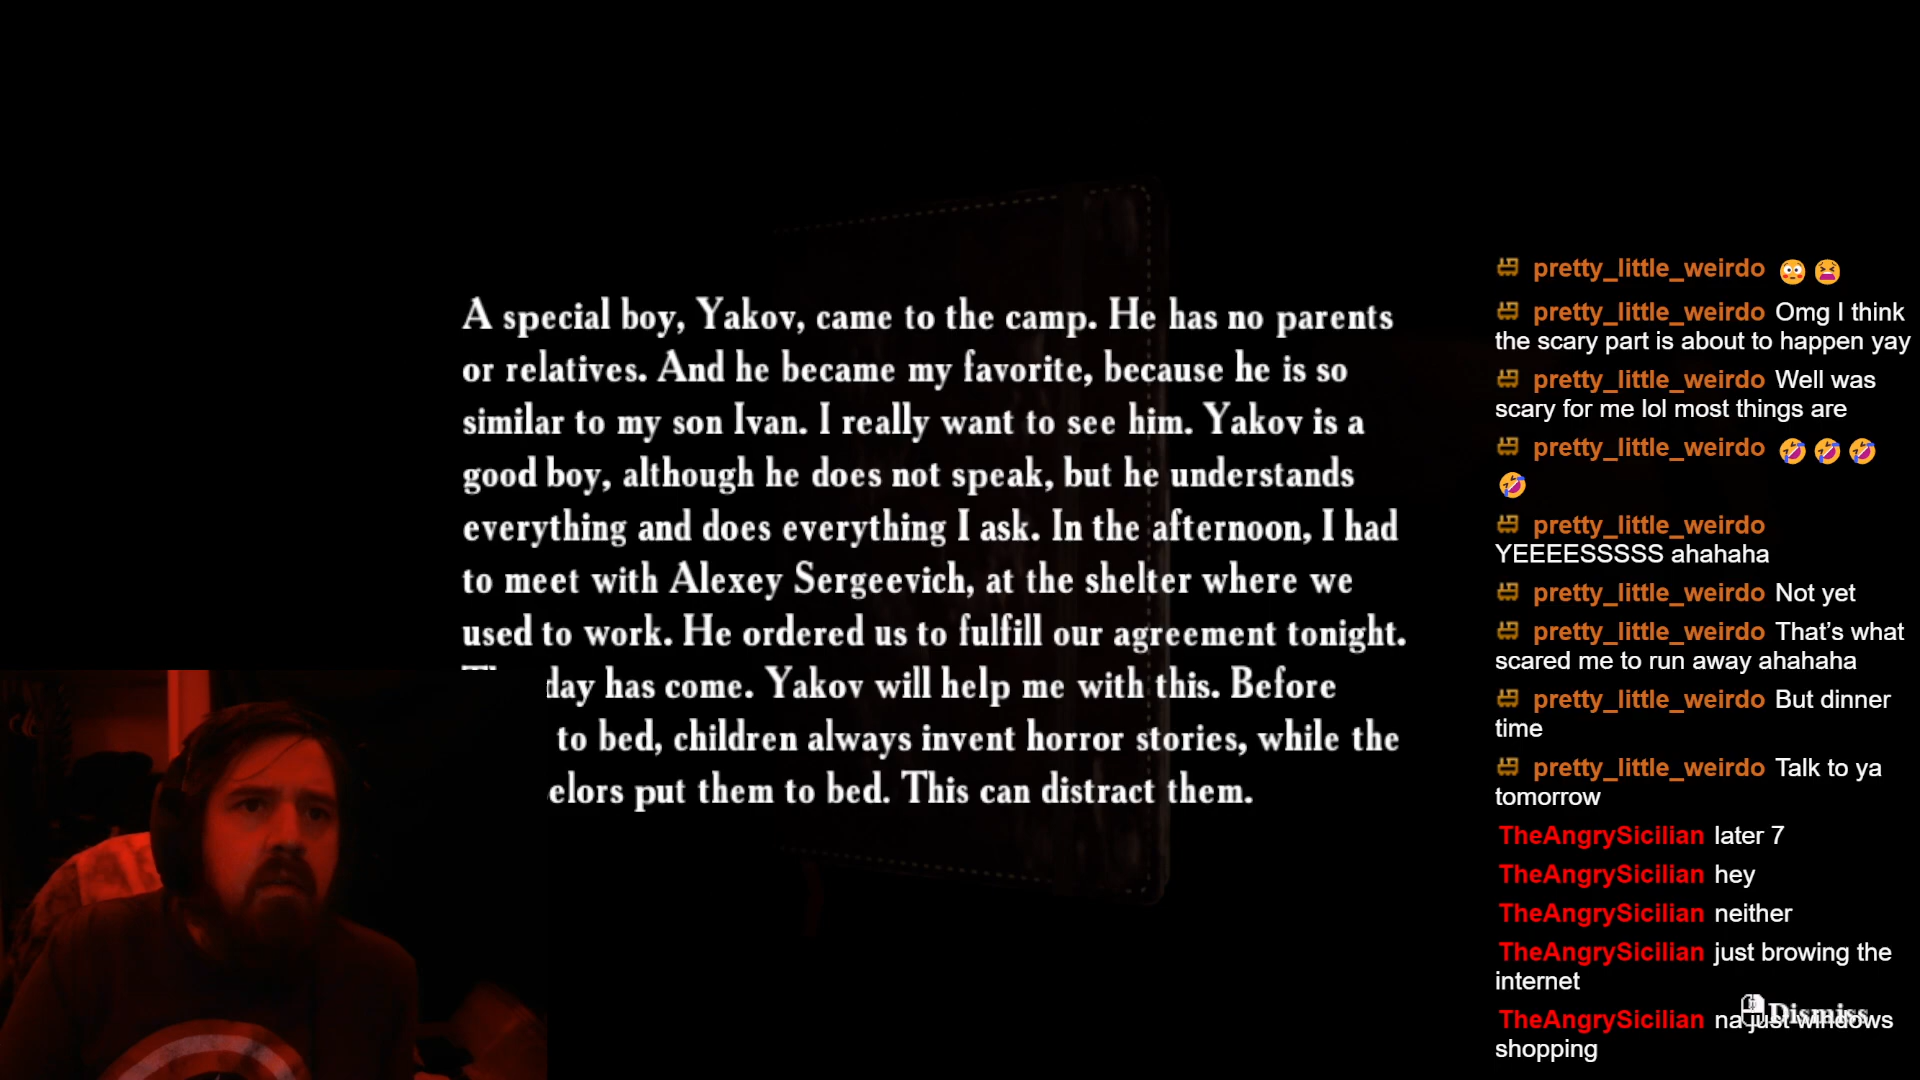 A special boy, Yakov, came to the camp. He has no parents
or relatives. And he became my favorite, because he is so
similar to my son Ivan. I really want to see him. Yakov is a
good boy, although he does not speak, but he understands
everything and does everything I ask. In the afternoon, I had
to meet with Alexey Sergeevich, at the shelter where we
used to work. He ordered us to fulfill our agreement tonight.
day has come. Yakov will help me with this. Before
to bed, children always invent horror stories, while the
elors put them to bed. This can distract them.
pretty_little_weirdo 😳 😫
pretty_little_weirdo Omg I think
the scary part is about to happen yay
pretty_little_weirdo Well was
scary for me lol most things are
pretty_little_weirdo 🤣 🤣 🤣
🤣
pretty_little_weirdo
YEEEESSSSS ahahaha
pretty_little_weirdo Not yet
pretty_little_weirdo That's what
scared me to run away ahahaha
pretty_little_weirdo But dinner
time
pretty_little_weirdo Talk to ya
tomorrow
TheAngrySicilian later 7
TheAngrySicilian hey
TheAngrySicilian neither
TheAngrySicilian just browing the
internet
TheAngrySicilian na just windows
shopping
Dismiss